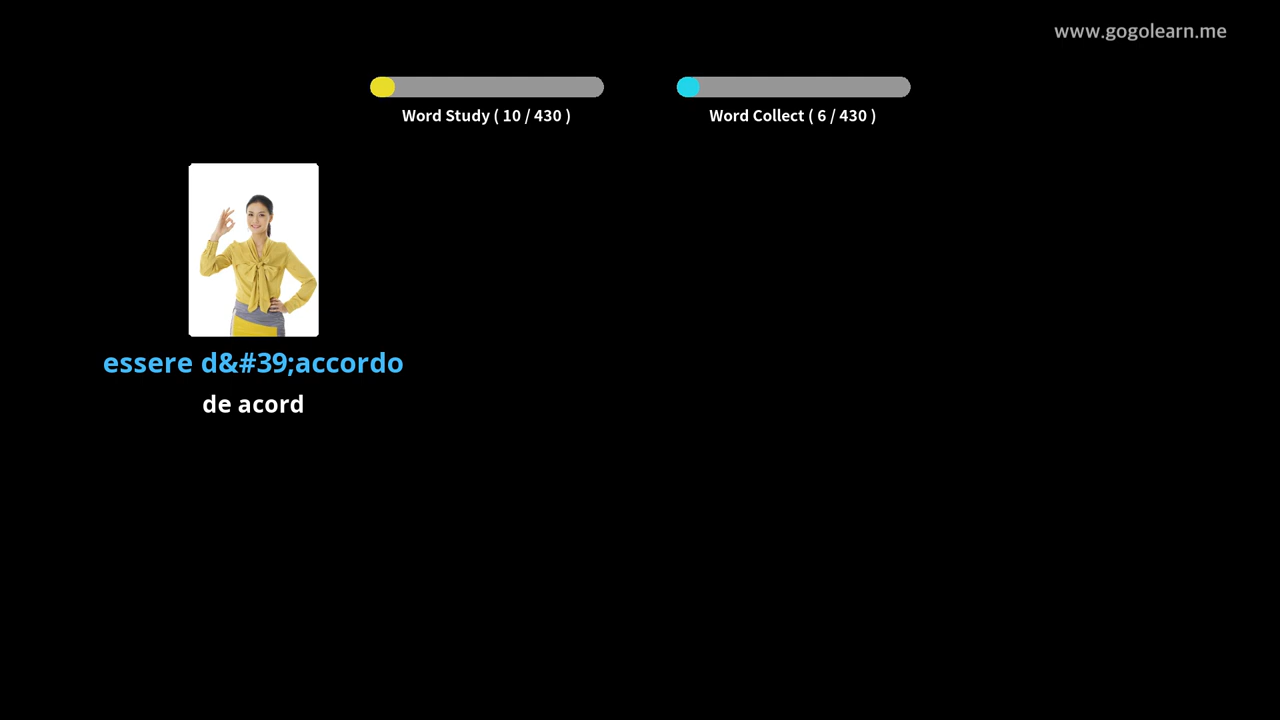 www.gogolearn.me
Word Study ( 10 / 430 )
Word Collect ( 6 / 430 )
essere d&#39;accordo
de acord